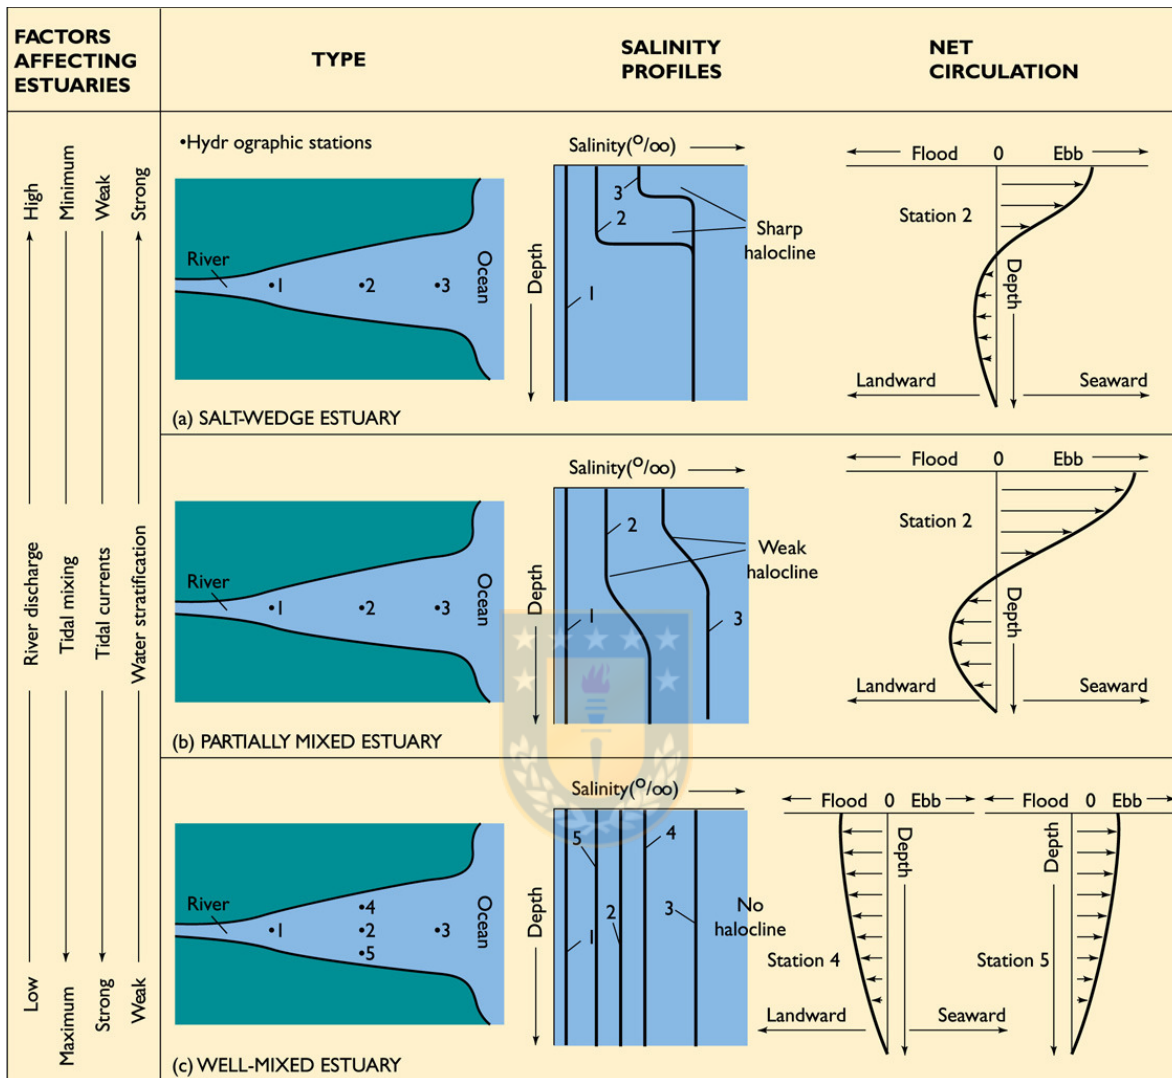 FACTORS
AFFECTING
ESTUARIES
TYPE
SALINITY
PROFILES
NET
CIRCULATION
High
Minimum
Weak
Strong
River discharge
Tidal mixing
Tidal currents
Water stratification
Low
Maximum
Strong
Weak
•Hydr ographic stations
River
•1
•2
•3
Ocean
(a) SALT-WEDGE ESTUARY
Salinity(O/oo)
Depth
1
2
3
Sharp
halocline
Flood 0 Ebb
Station 2
Depth
Landward
Seaward
River
•1
•2
•3
Ocean
(b) PARTIALLY MIXED ESTUARY
Salinity(O/oo)
Depth
1
2
3
Weak
halocline
Flood 0 Ebb
Station 2
Depth
Landward
Seaward
River
•1
•4
•2
•5
•3
Ocean
(c) WELL-MIXED ESTUARY
Salinity(O/oo)
Depth
1
5
2
4
3
No
halocline
Flood 0 Ebb
Depth
Station 4
Landward
Seaward
Flood 0 Ebb
Depth
Station 5